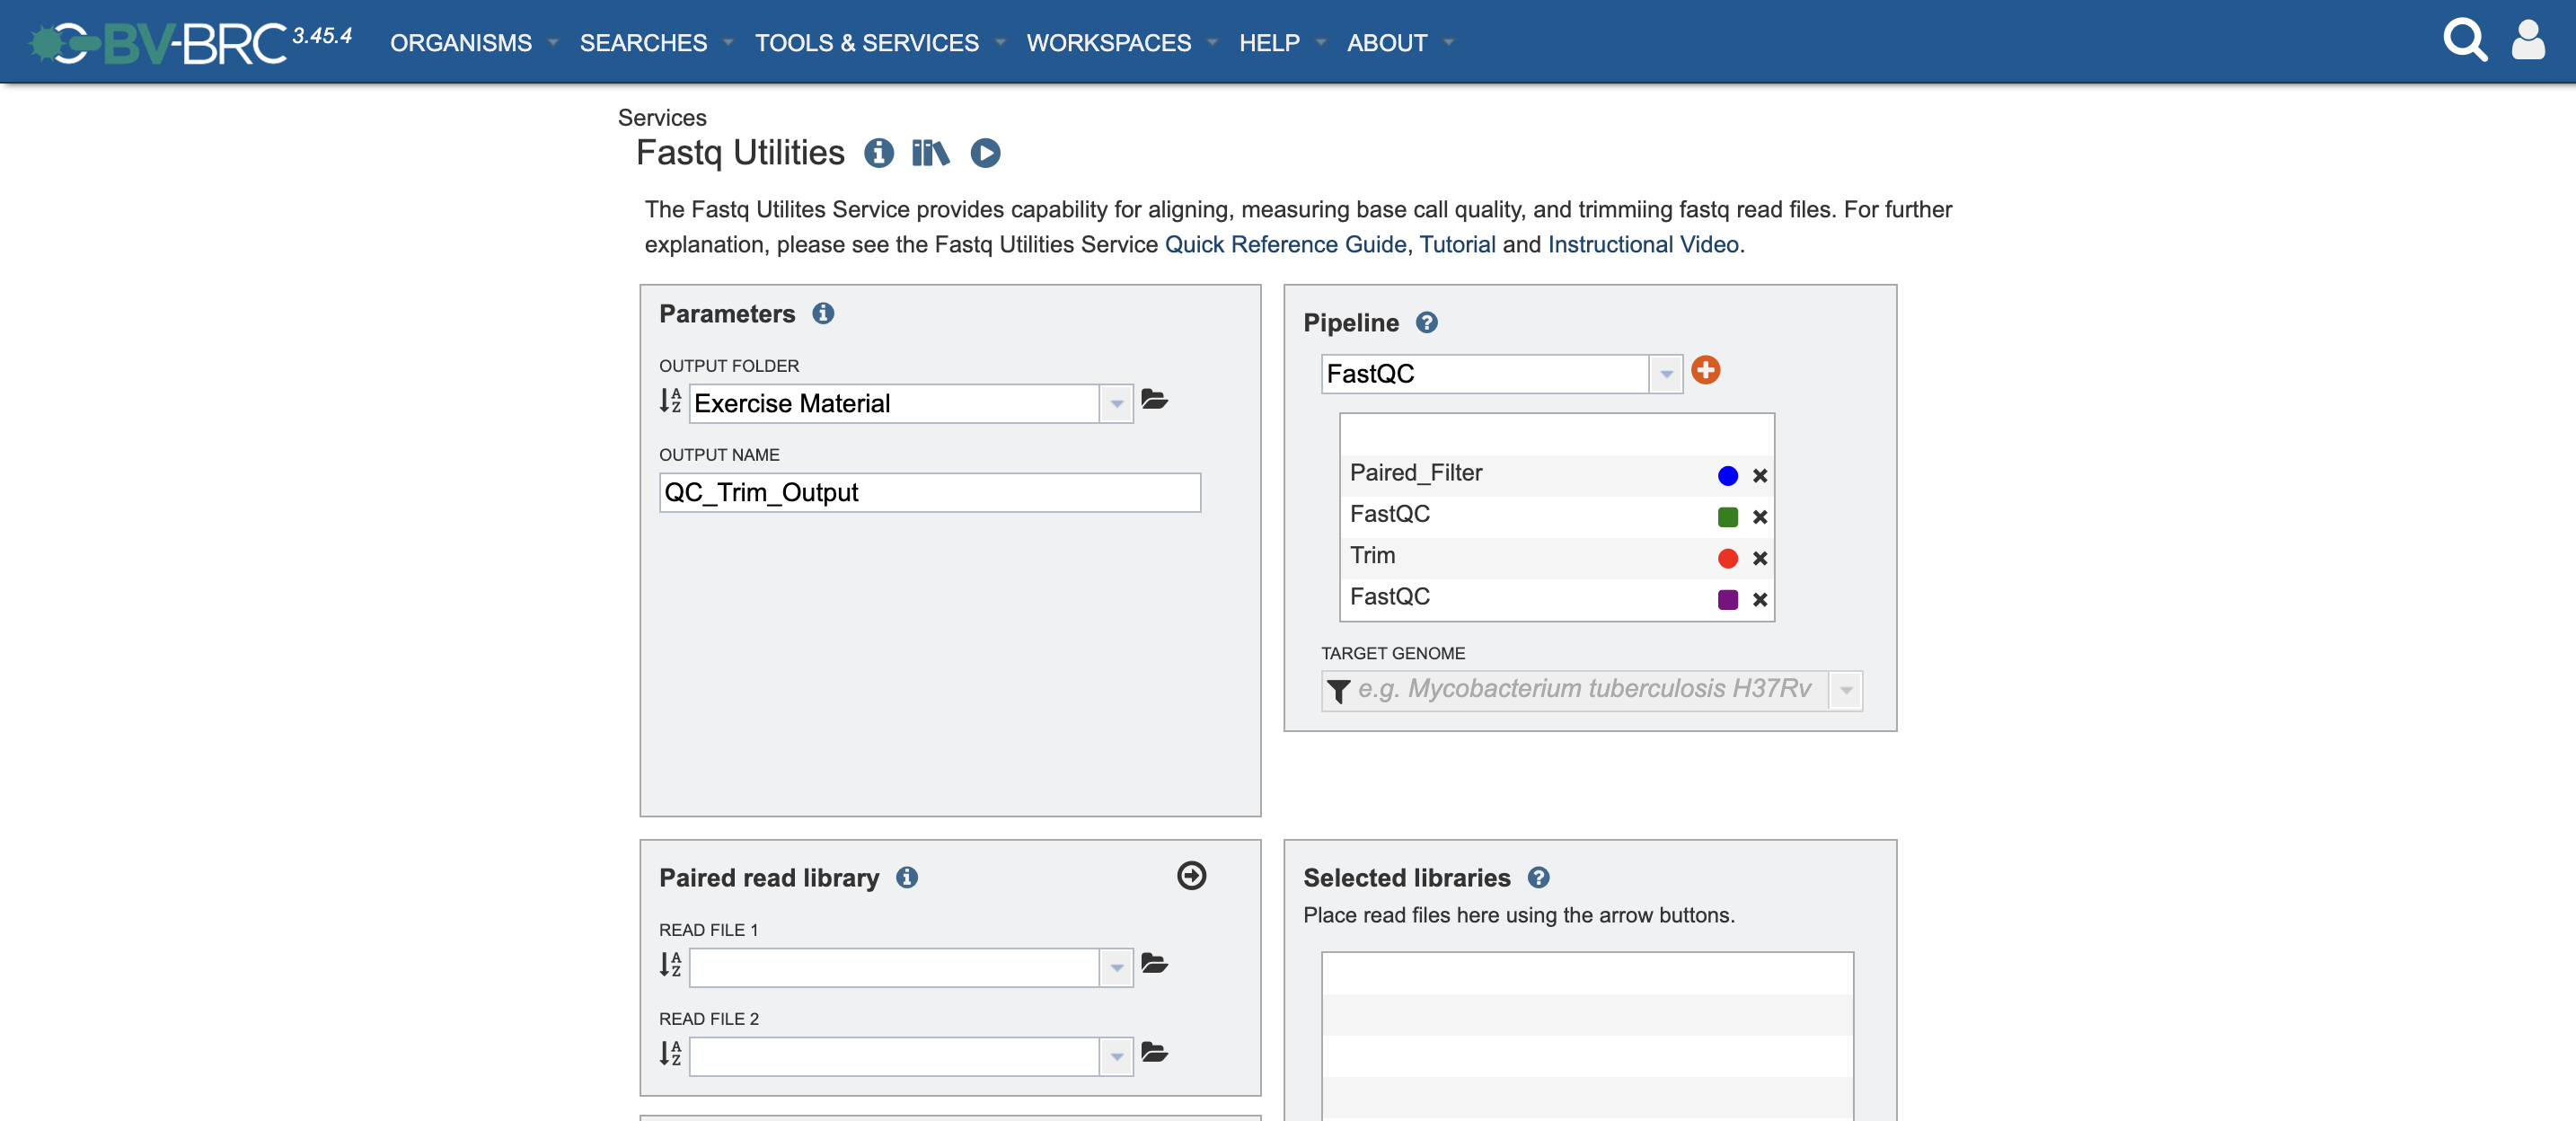 BV-BRC 3.45.4 ORGANISMS SEARCHES TOOLS & SERVICES WORKSPACES HELP ABOUT
Services
Fastq Utilities
The Fastq Utilites Service provides capability for aligning, measuring base call quality, and trimmiing fastq read files. For further
explanation, please see the Fastq Utilities Service Quick Reference Guide, Tutorial and Instructional Video.
Parameters
OUTPUT FOLDER
Exercise Material
OUTPUT NAME
QC_Trim_Output
Pipeline
FastQC
Paired_Filter
FastQC
Trim
FastQC
TARGET GENOME
e.g. Mycobacterium tuberculosis H37Rv
Paired read library
READ FILE 1
READ FILE 2
Selected libraries
Place read files here using the arrow buttons.